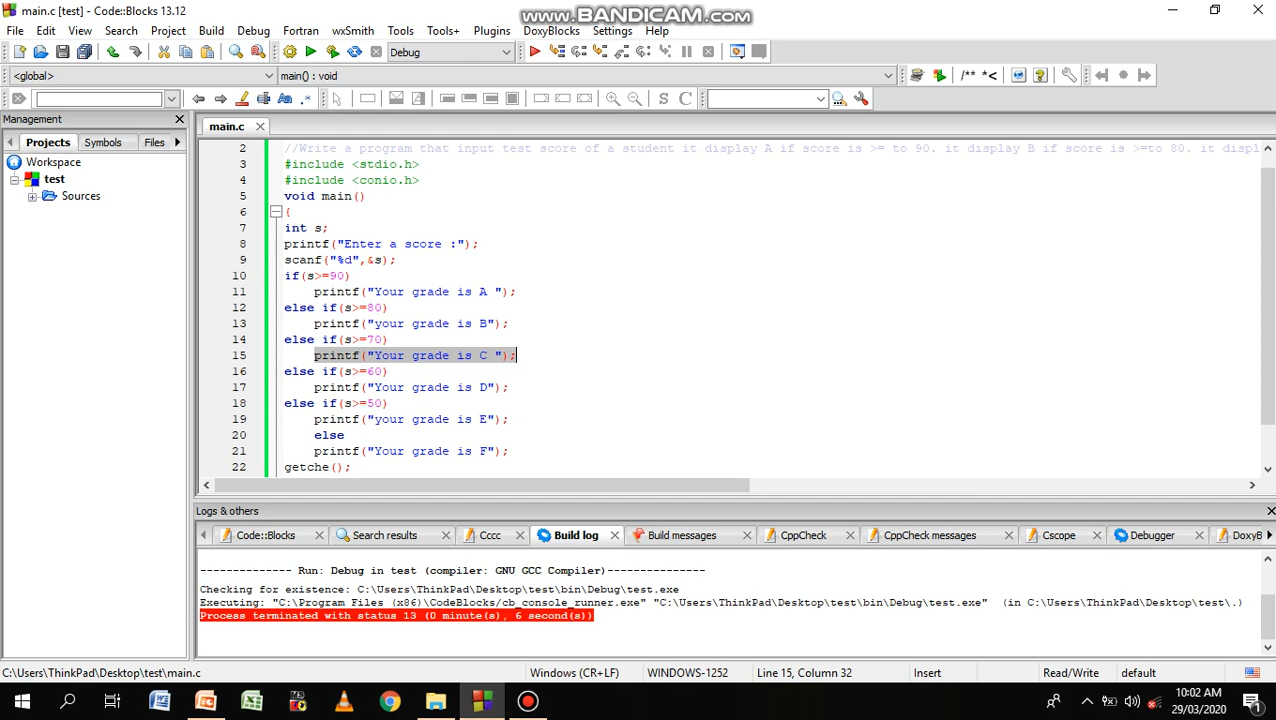 main.c [test] - Code::Blocks 13.12
www.BANDICAM.com
File Edit View Search Project Build Debug Fortran wxSmith Tools Tools+ Plugins DoxyBlocks Settings Help
Debug
<global> main() : void
/** *<
Management
main.c
Projects Symbols Files
Workspace
test
Sources
2 //Write a program that input test score of a student it display A if score is >= to 90. it display B if score is >=to 80. it displ
3 #include <stdio.h>
4 #include <conio.h>
5 void main()
6 {
7 int s;
8 printf("Enter a score :");
9 scanf("%d",&s);
10 if(s>=90)
11 printf("Your grade is A ");
12 else if(s>=80)
13 printf("your grade is B");
14 else if(s>=70)
15 printf("Your grade is C ");
16 else if(s>=60)
17 printf("Your grade is D");
18 else if(s>=50)
19 printf("your grade is E");
20 else
21 printf("Your grade is F");
22 getche();
Logs & others
Code::Blocks Search results Cccc Build log Build messages CppCheck CppCheck messages Cscope Debugger DoxyB
-------------- Run: Debug in test (compiler: GNU GCC Compiler)---------------
Checking for existence: C:\Users\ThinkPad\Desktop\test\bin\Debug\test.exe
Executing: "C:\Program Files (x86)\CodeBlocks/cb_console_runner.exe" "C:\Users\ThinkPad\Desktop\test\bin\Debug\test.exe" (in C:\Users\ThinkPad\Desktop\test\.)
Process terminated with status 13 (0 minute(s), 6 second(s))
C:\Users\ThinkPad\Desktop\test\main.c Windows (CR+LF) WINDOWS-1252 Line 15, Column 32 Insert Read/Write default
10:02 AM
29/03/2020